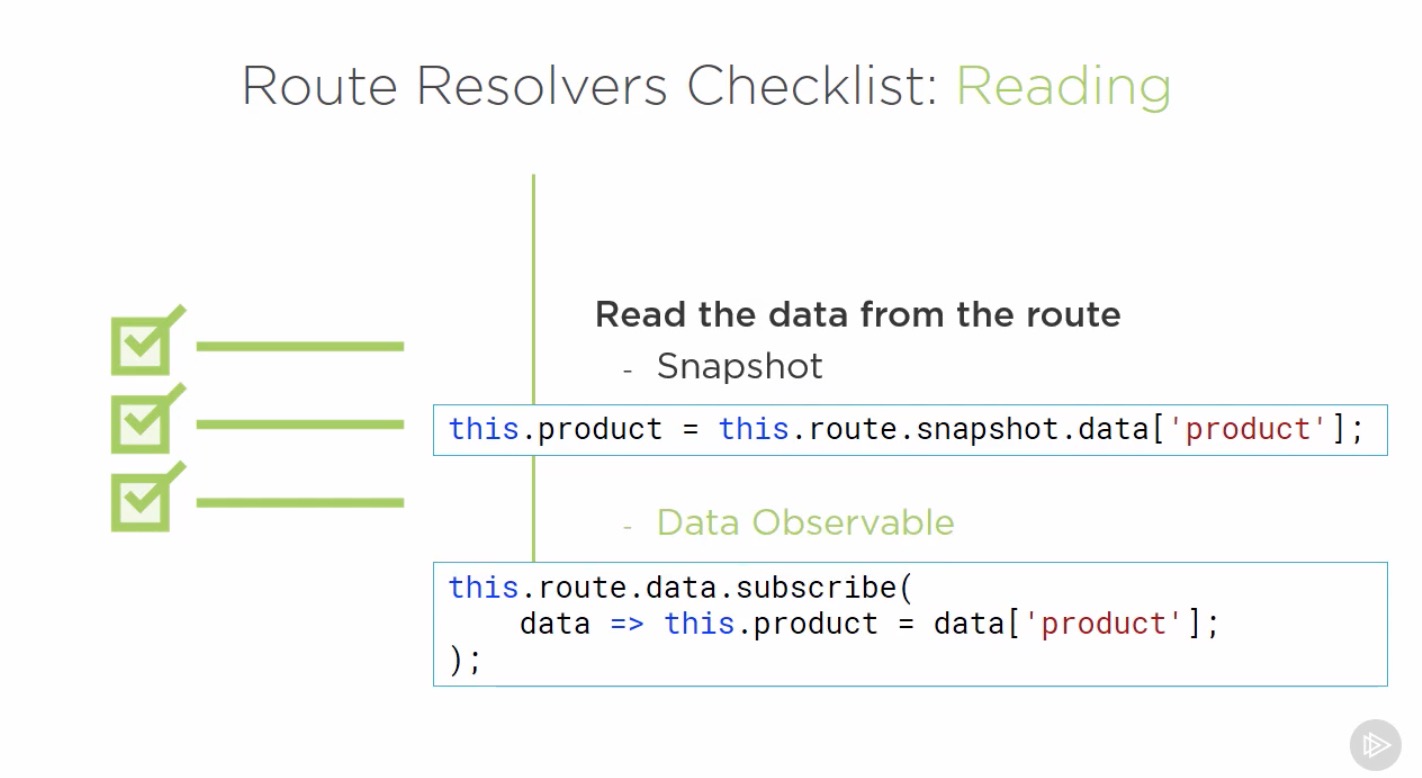 Route Resolvers Checklist: Reading
Read the data from the route
- Snapshot
this.product = this.route.snapshot.data['product'];
- Data Observable
this.route.data.subscribe(
    data => this.product = data['product'];
);